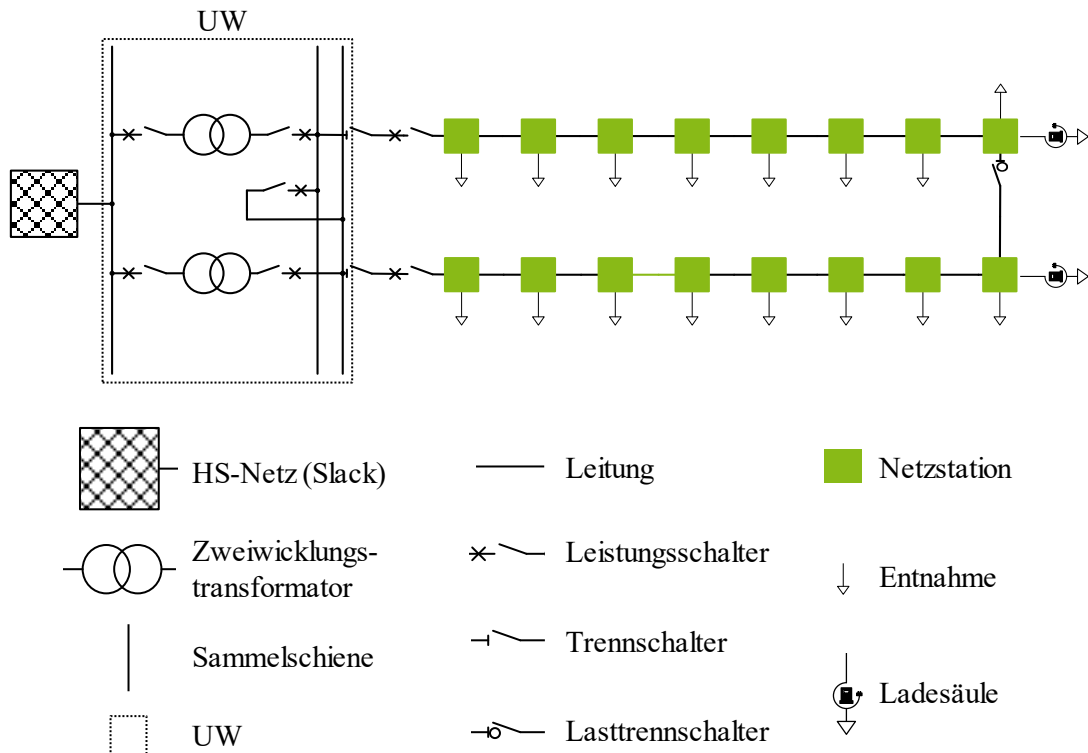 UW
HS-Netz (Slack)
Leitung
Netzstation
Zweiwicklungs-
transformator
Leistungsschalter
Entnahme
Sammelschiene
Trennschalter
Ladesäule
UW
Lasttrennschalter